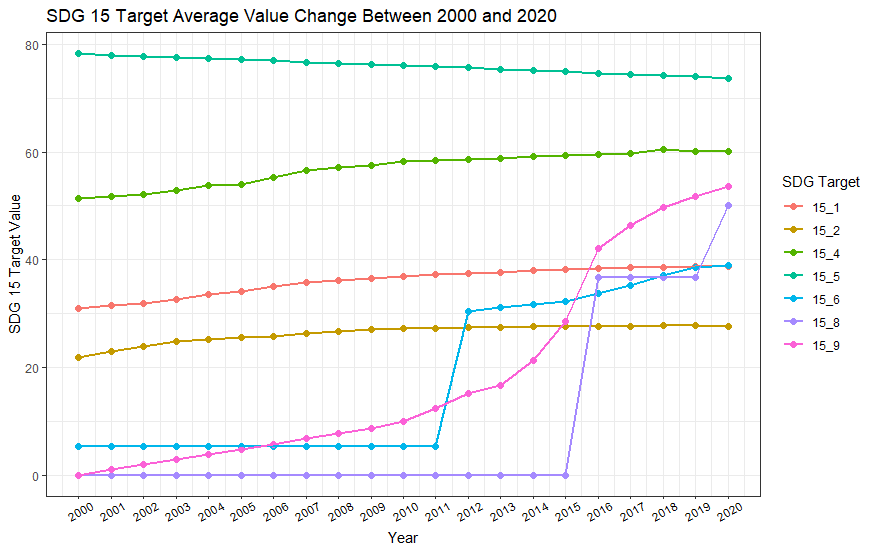 SDG 15 Target Average Value Change Between 2000 and 2020
80
60
40
20
0
SDG 15 Target Value
2000 2001 2002 2003 2004 2005 2006 2007 2008 2009 2010 2011 2012 2013 2014 2015 2016 2017 2018 2019 2020
Year
SDG Target
15_1
15_2
15_4
15_5
15_6
15_8
15_9